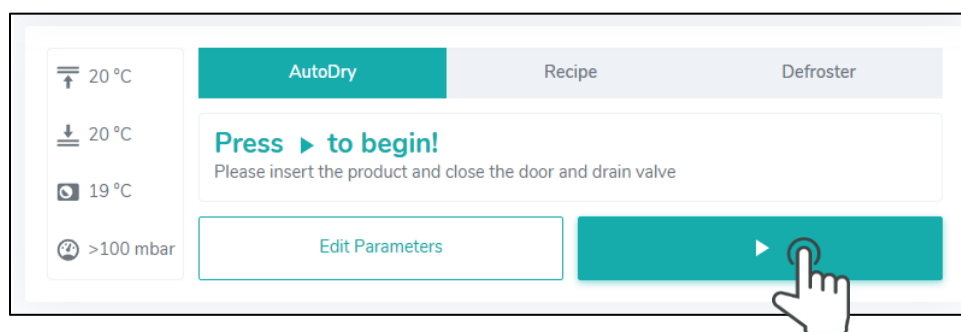 20 °C
20 °C
19 °C
>100 mbar
AutoDry Recipe Defroster
Press ▶ to begin!
Please insert the product and close the door and drain valve
Edit Parameters